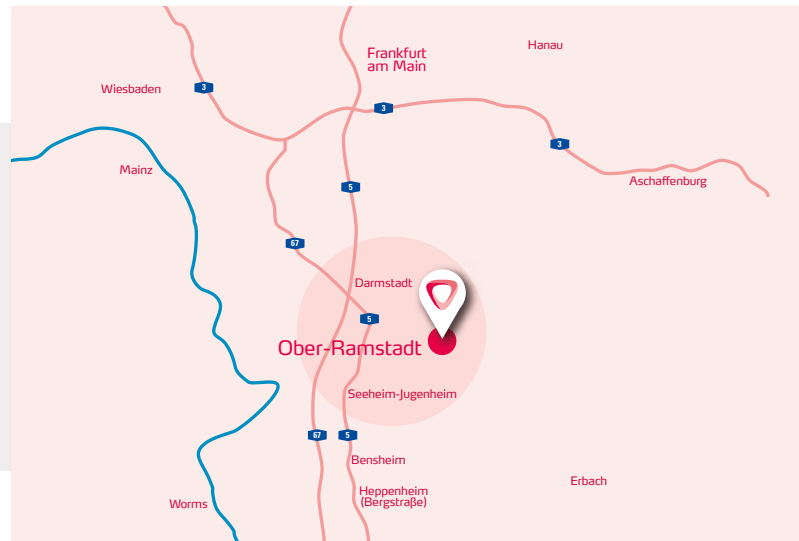 Hanau
Frankfurt
am Main
Wiesbaden
3
3
3
Mainz
Aschaffenburg
5
67
Darmstadt
5
Ober-Ramstadt
Seeheim-Jugenheim
67
5
Bensheim
Erbach
Heppenheim
(Bergstraße)
Worms